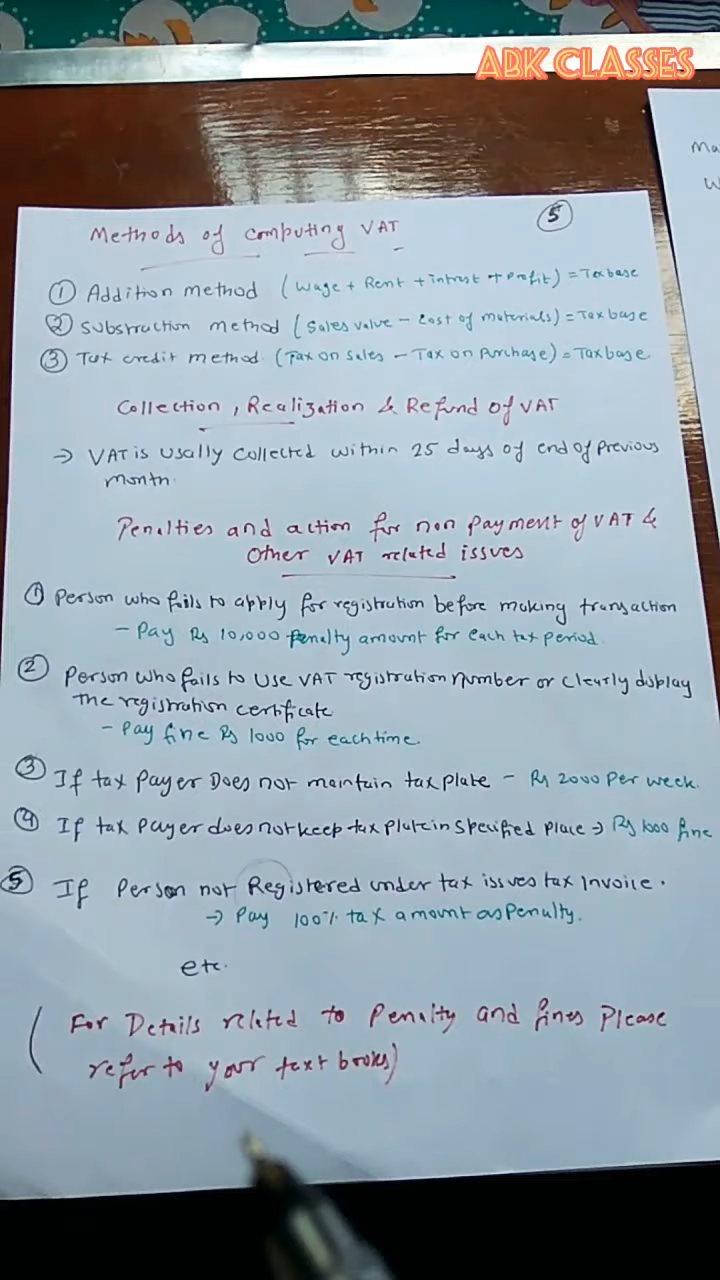 ABK CLASSES
Ma
W
5
Methods of computing VAT
① Addition method (Wage + Rent + intrest + Profit) = Taxbase
② Substraction method (Sales value - Cost of materials) = Tax base
③ Tax credit method (Tax on Sales - Tax on Purchase) = Taxbase
Collection, Realization & Refund of VAT
→ VAT is usally collected within 25 days of end of Previous
month.
Penalties and action for non payment of VAT &
Other VAT related issues
① Person who fails to apply for registration before making transaction
- Pay Rs 10,000 Penalty amount for each tax period.
② Person who fails to use VAT registration number or clearly display
the registration certificate
- Pay fine Rs 1000 for each time.
③ If tax payer Does not maintain tax plate - Rs 2000 Per week.
④ If tax payer does not keep tax plate in specified place → Rs 1000 fine
⑤ If Person not Registered under tax issues tax invoice.
→ Pay 100% tax amount as Penalty.
etc.
(For Details related to Penalty and fines Please
refer to your text books)